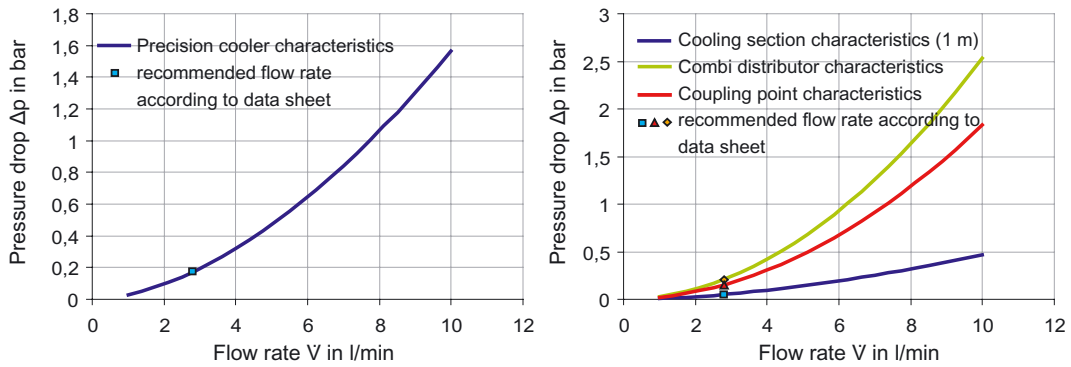 Pressure drop Δp in bar
1,8
1,6
1,4
1,2
1
0,8
0,6
0,4
0,2
0
Precision cooler characteristics
recommended flow rate
according to data sheet
0 2 4 6 8 10 12
Flow rate V̇ in l/min
Pressure drop Δp in bar
3
2,5
2
1,5
1
0,5
0
Cooling section characteristics (1 m)
Combi distributor characteristics
Coupling point characteristics
recommended flow rate according to
data sheet
0 2 4 6 8 10 12
Flow rate V̇ in l/min